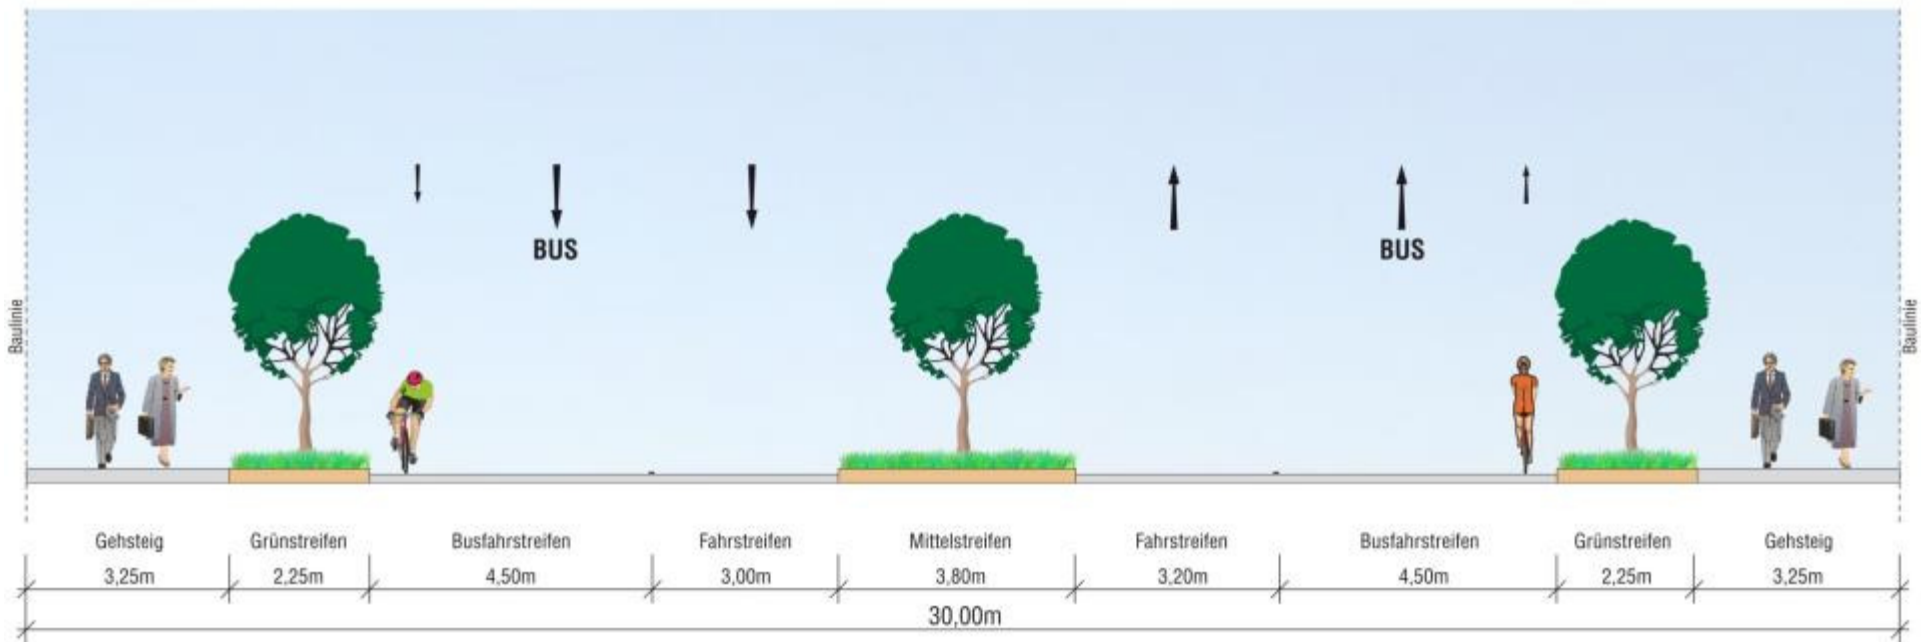 BUS
BUS
Baulinie
Baulinie
Gehsteig Grünstreifen Busfahrstreifen Fahrstreifen Mittelstreifen Fahrstreifen Busfahrstreifen Grünstreifen Gehsteig
3,25m 2,25m 4,50m 3,00m 3,80m 3,20m 4,50m 2,25m 3,25m
30,00m